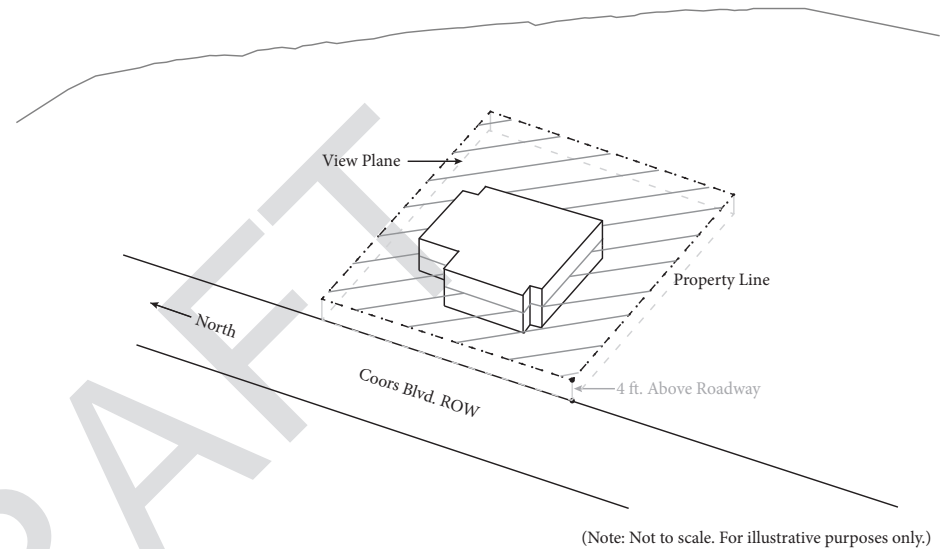 View Plane
Property Line
North
Coors Blvd. ROW
4 ft. Above Roadway
(Note: Not to scale. For illustrative purposes only.)